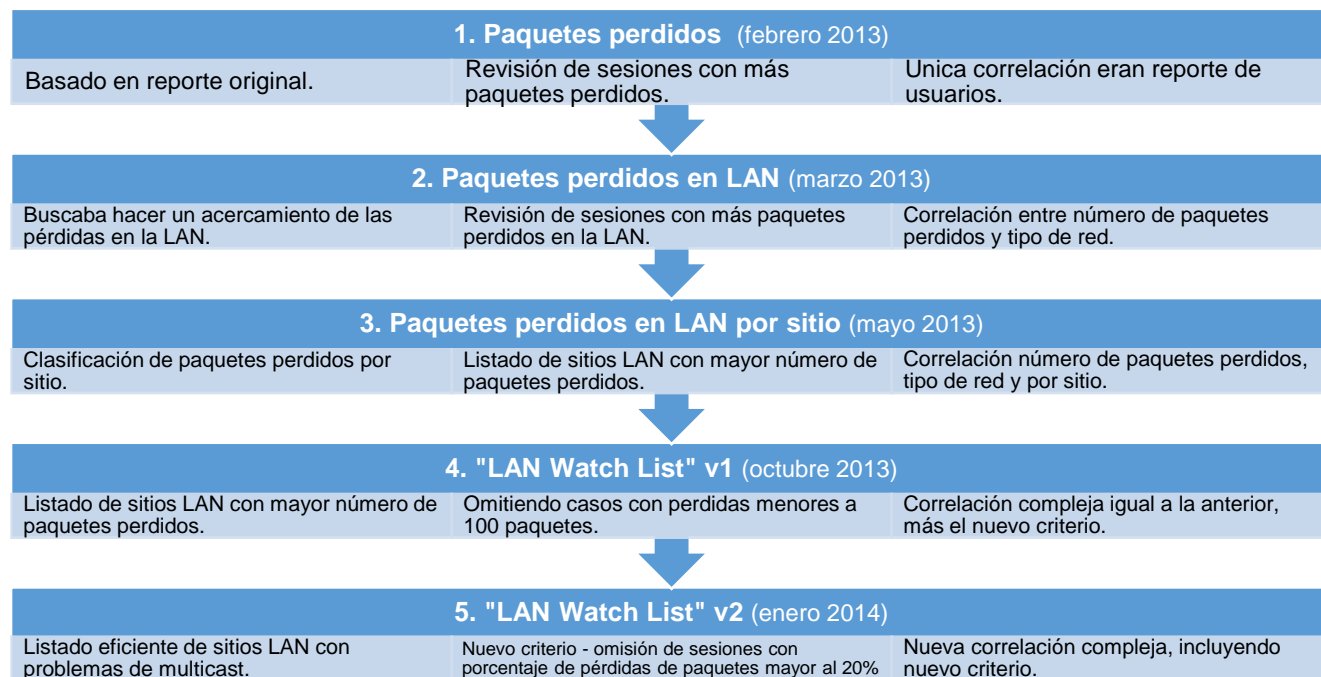 1. Paquetes perdidos (febrero 2013)
Basado en reporte original.
Revisión de sesiones con más
paquetes perdidos.
Unica correlación eran reporte de
usuarios.
2. Paquetes perdidos en LAN (marzo 2013)
Buscaba hacer un acercamiento de las
pérdidas en la LAN.
Revisión de sesiones con más paquetes
perdidos en la LAN.
Correlación entre número de paquetes
perdidos y tipo de red.
3. Paquetes perdidos en LAN por sitio (mayo 2013)
Clasificación de paquetes perdidos por
sitio.
Listado de sitios LAN con mayor número de
paquetes perdidos.
Correlación número de paquetes perdidos,
tipo de red y por sitio.
4. "LAN Watch List" v1 (octubre 2013)
Listado de sitios LAN con mayor número de
paquetes perdidos.
Omitiendo casos con perdidas menores a
100 paquetes.
Correlación compleja igual a la anterior,
más el nuevo criterio.
5. "LAN Watch List" v2 (enero 2014)
Listado eficiente de sitios LAN con
problemas de multicast.
Nuevo criterio - omisión de sesiones con
porcentaje de pérdidas de paquetes mayor al 20%
Nueva correlación compleja, incluyendo
nuevo criterio.